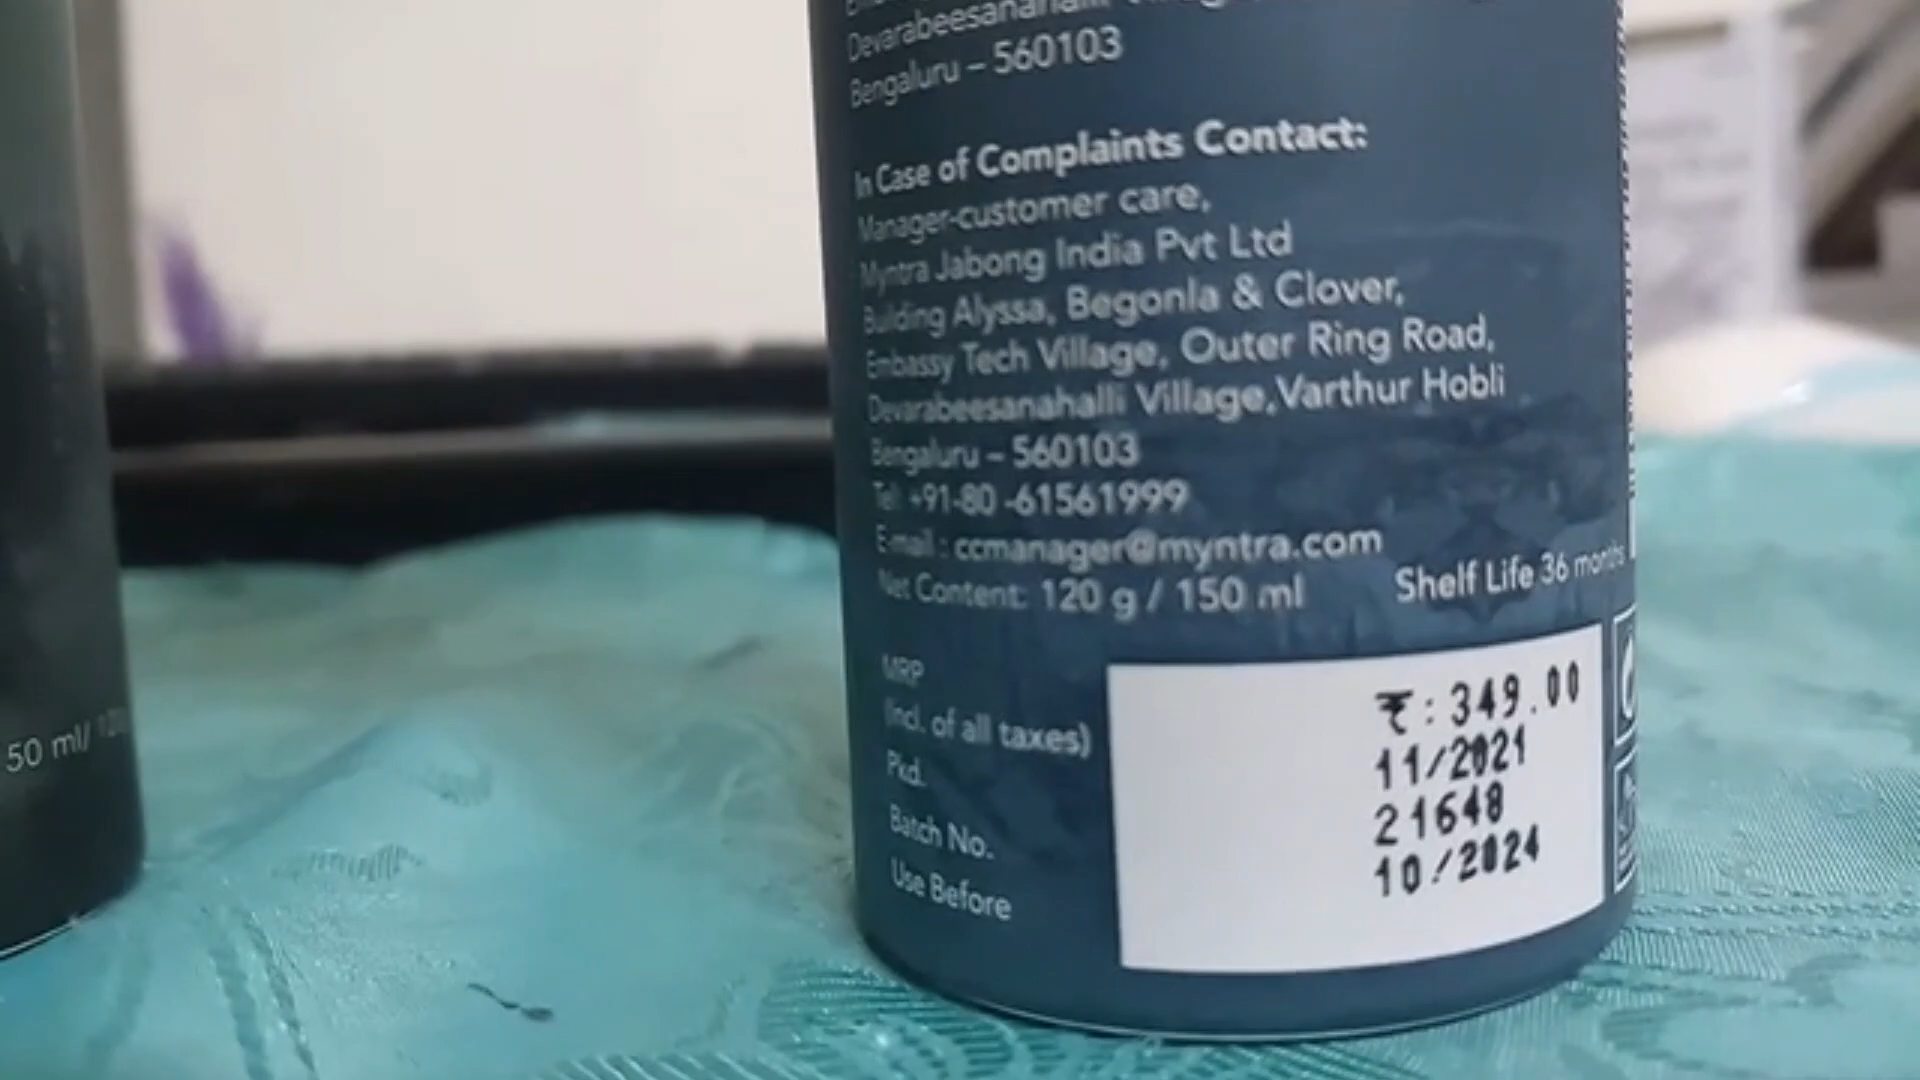 Devarabeesanahalli
Bengaluru – 560103
In Case of Complaints Contact:
Manager-customer care,
Myntra Jabong India Pvt Ltd
Building Alyssa, Begonla & Clover,
Embassy Tech Village, Outer Ring Road,
Devarabeesanahalli Village,Varthur Hobli
Bengaluru – 560103
Tel: +91-80 -61561999
E-mail : ccmanager@myntra.com
Net Content: 120 g / 150 ml
Shelf Life 36 months
MRP
(Incl. of all taxes)
₹: 349.00
Pkd.
11/2021
Batch No.
21648
Use Before
10/2024
50 ml/